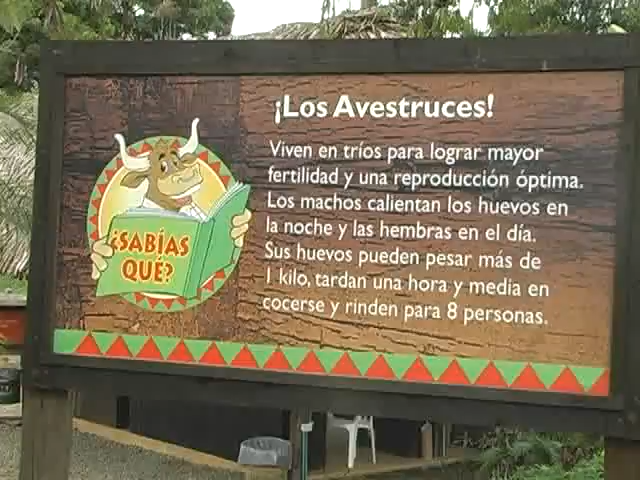 ¡Los Avestruces!
Viven en tríos para lograr mayor
fertilidad y una reproducción óptima.
Los machos calientan los huevos en
la noche y las hembras en el día.
Sus huevos pueden pesar más de
1 kilo, tardan una hora y media en
cocerse y rinden para 8 personas.
¿SABÍAS
QUÉ?